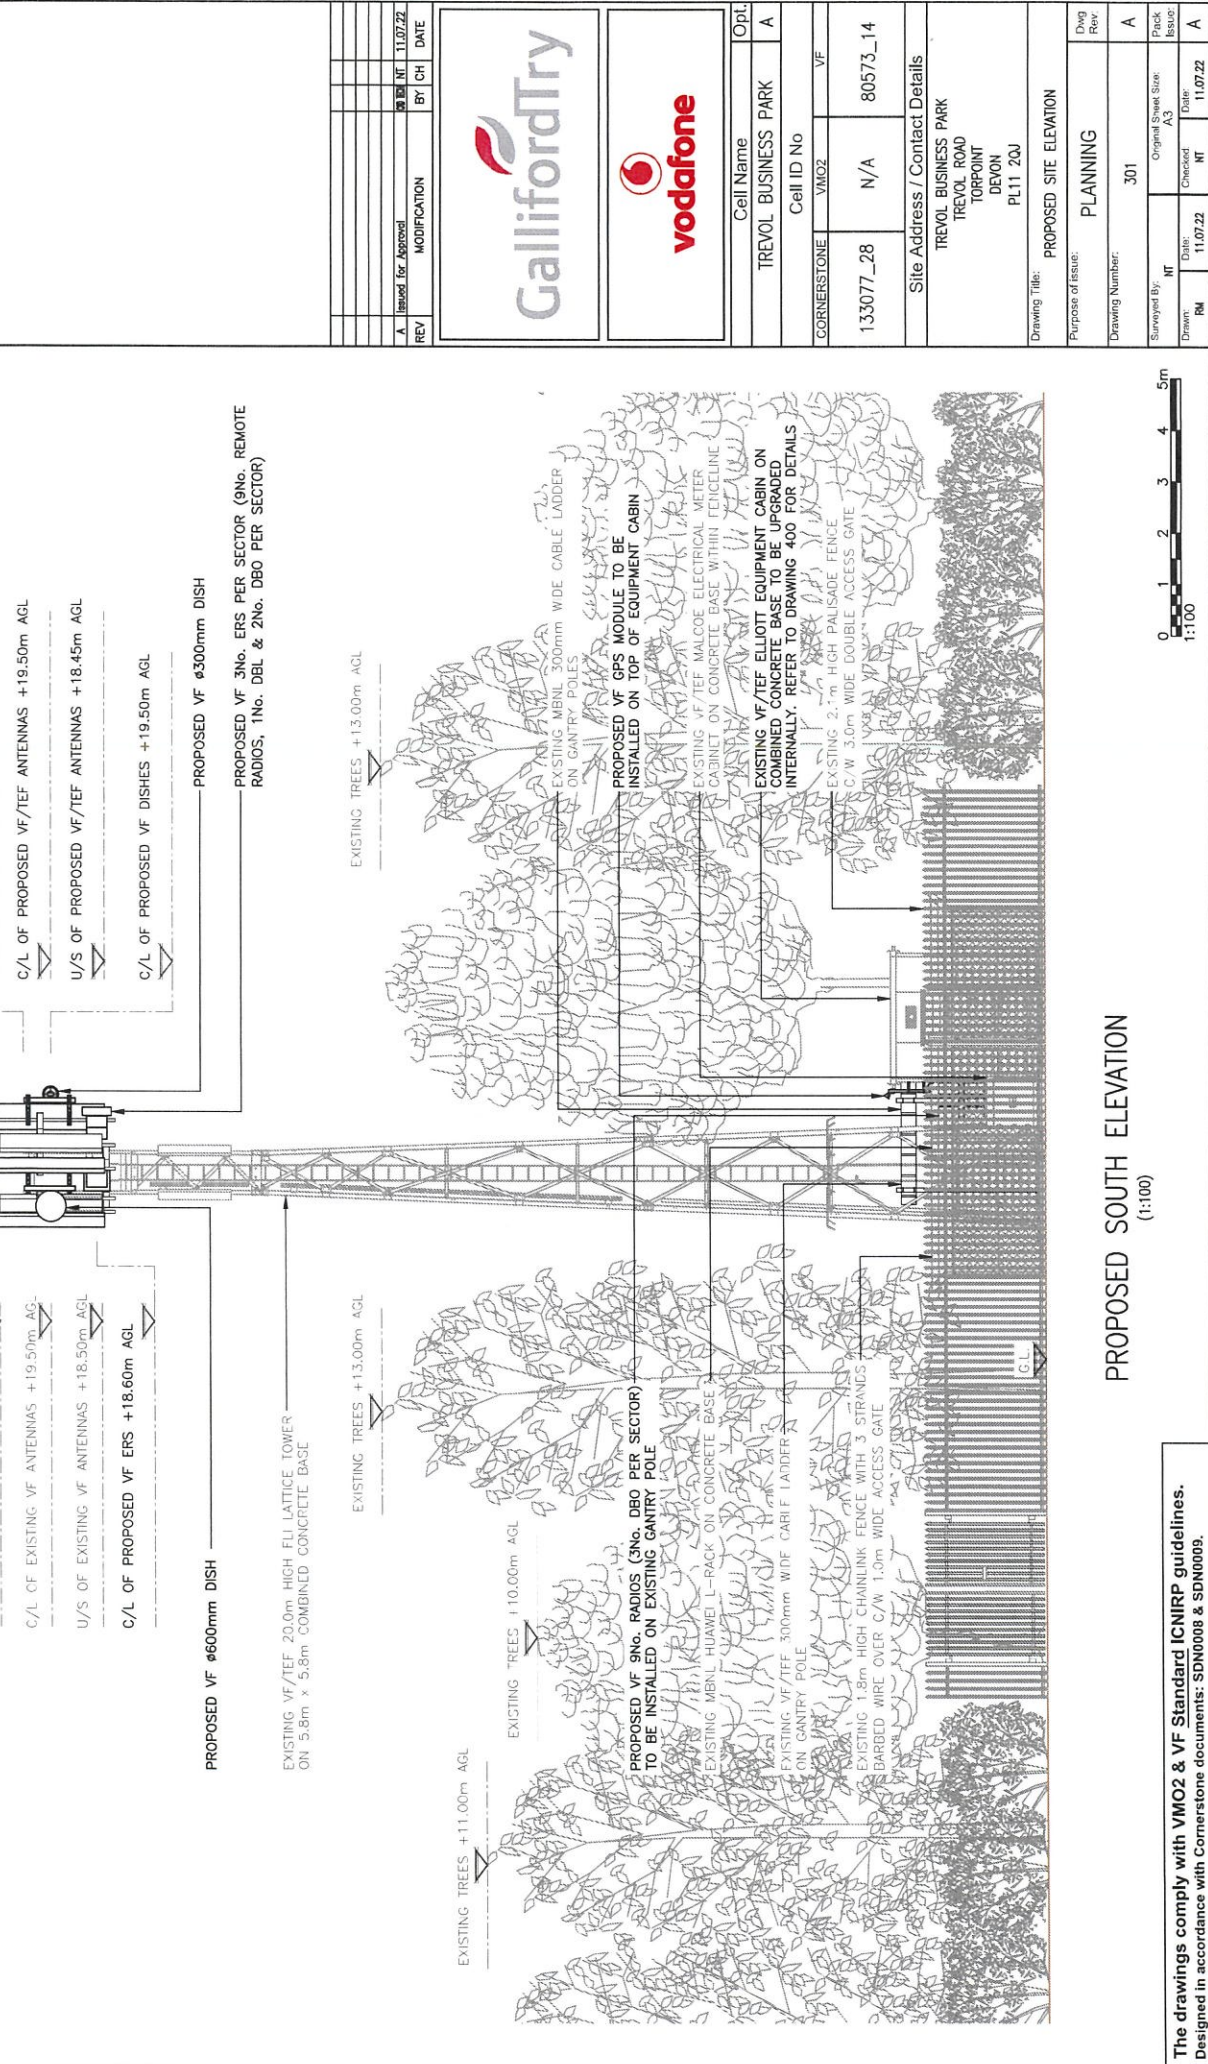 C/L OF PROPOSED VF/TEF ANTENNAS +19.50m AGL
U/S OF PROPOSED VF/TEF ANTENNAS +18.45m AGL
C/L OF PROPOSED VF DISHES +19.50m AGL
PROPOSED VF ø300mm DISH
PROPOSED VF 3No. ERS PER SECTOR (9No. REMOTE
RADIOS, 1No. DBL & 2No. DBO PER SECTOR)
C/L OF EXISTING VF ANTENNAS +19.50m AGL
U/S OF EXISTING VF ANTENNAS +18.50m AGL
C/L OF PROPOSED VF ERS +18.60m AGL
PROPOSED VF ø600mm DISH
EXISTING VF/TEF 20.0m HIGH FLI LATTICE TOWER
ON 5.8m x 5.8m COMBINED CONCRETE BASE
EXISTING TREES +13.00m AGL
EXISTING TREES +13.00m AGL
EXISTING TREES +10.00m AGL
EXISTING TREES +11.00m AGL
EXISTING MBNL 300mm WIDE CABLE LADDER
ON GANTRY POLES
PROPOSED VF GPS MODULE TO BE
INSTALLED ON TOP OF EQUIPMENT CABIN
EXISTING VF/TEF MALCOE ELECTRICAL METER
CABINET ON CONCRETE BASE WITHIN FENCELINE
EXISTING VF/TEF ELLIOTT EQUIPMENT CABIN ON
COMBINED CONCRETE BASE TO BE UPGRADED
INTERNALLY. REFER TO DRAWING 400 FOR DETAILS
EXISTING 2.1m HIGH PALISADE FENCE
C/W 3.0m WIDE DOUBLE ACCESS GATE
PROPOSED VF 9No. RADIOS (3No. DBO PER SECTOR)
TO BE INSTALLED ON EXISTING GANTRY POLE
EXISTING MBNL HUAWEI L-RACK ON CONCRETE BASE
EXISTING VF/TEF 300mm WIDE CABLE LADDER
ON GANTRY POLE
EXISTING 1.8m HIGH CHAINLINK FENCE WITH 3 STRANDS
BARBED WIRE OVER C/W 1.0m WIDE ACCESS GATE
G.L.
PROPOSED SOUTH ELEVATION
(1:100)
0 1 2 3 4 5m
1:100
The drawings comply with VMO2 & VF Standard ICNIRP guidelines.
Designed in accordance with Cornerstone documents: SDN0008 & SDN0009.
A Issued for Approval NT 11.07.22
REV MODIFICATION BY CH DATE
GallifordTry
vodafone
Cell Name Opt.
TREVOL BUSINESS PARK A
Cell ID No
CORNERSTONE VMO2 VF
133077_28 N/A 80573_14
Site Address / Contact Details
TREVOL BUSINESS PARK
TREVOL ROAD
TORPOINT
DEVON
PL11 2QJ
Drawing Title:
PROPOSED SITE ELEVATION
Purpose of issue:
PLANNING
Dwg Rev:
Drawing Number:
301 A
Surveyed By: NT
Original Sheet Size: A3
Pack Issue:
Drawn: RM Date: 11.07.22 Checked: NT Date: 11.07.22 A